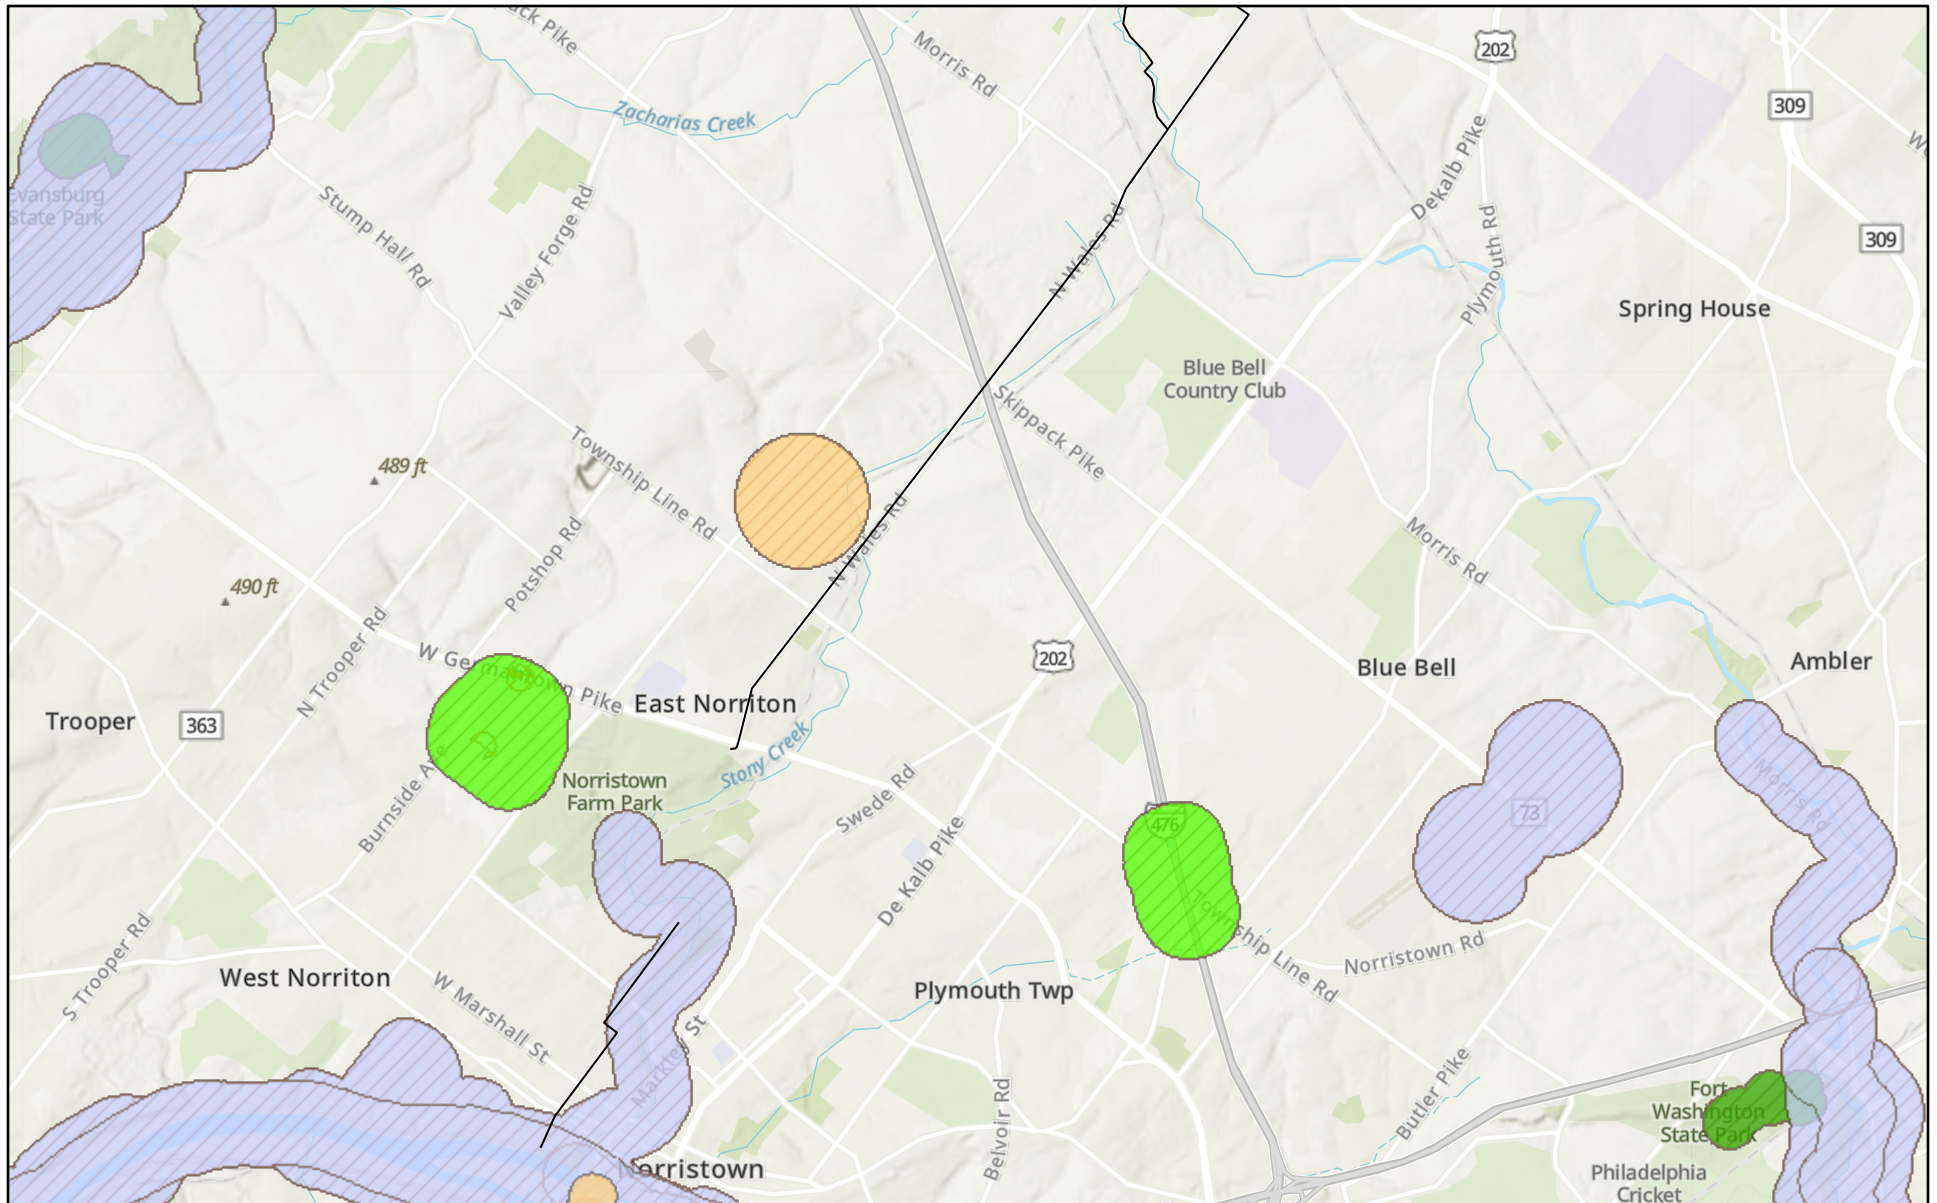 Pike
Morris Rd
202
309
Zacharias Creek
Dekalb Pike
Evansburg
State Park
Stump Hall Rd
Valley Forge Rd
N Wales Rd
Plymouth Rd
309
Spring House
Blue Bell
Country Club
Skippack Pike
489 ft
Township Line Rd
N Wales Rd
Morris Rd
490 ft
Potshop Rd
N Trooper Rd
W Germantown Pike
202
Blue Bell
Ambler
East Norriton
Trooper
363
Stony Creek
Norristown
Farm Park
Burnside Ave
Swede Rd
476
73
Morris Rd
De Kalb Pike
Township Line Rd
Norristown Rd
S Trooper Rd
West Norriton
W Marshall St
Plymouth Twp
Markley St
Belvoir Rd
Butler Pike
Fort
Washington
State Park
Norristown
Philadelphia
Cricket